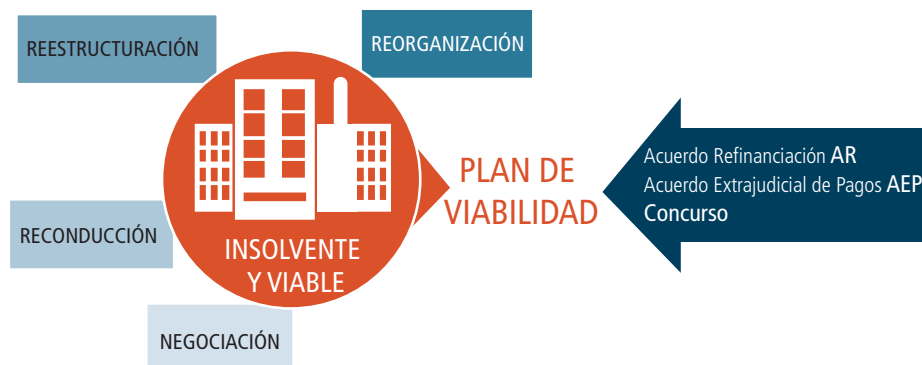 REESTRUCTURACIÓN
REORGANIZACIÓN
RECONDUCCIÓN
NEGOCIACIÓN
INSOLVENTE
Y VIABLE
PLAN DE
VIABILIDAD
Acuerdo Refinanciación AR
Acuerdo Extrajudicial de Pagos AEP
Concurso